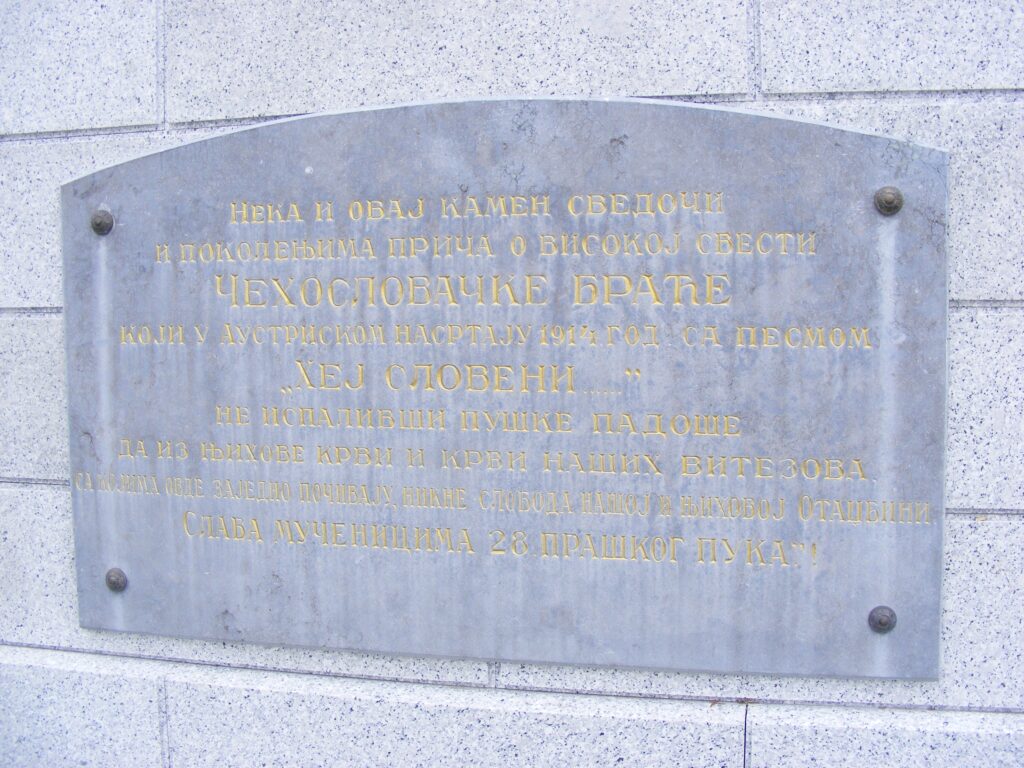 Нека и овај камен сведочи
и поколењима прича о високој свести
Чехословачке браће
који у Аустриском насртају 1914 год са песмом
„Хеј Словени.....”
не испаливши пушке падоше
да из њихове крви и крви наших витезова,
са којима овде заједно почивају, никне слобода нашој и њиховој Отаџбини.
Слава мученицима 28. прашког пука"!